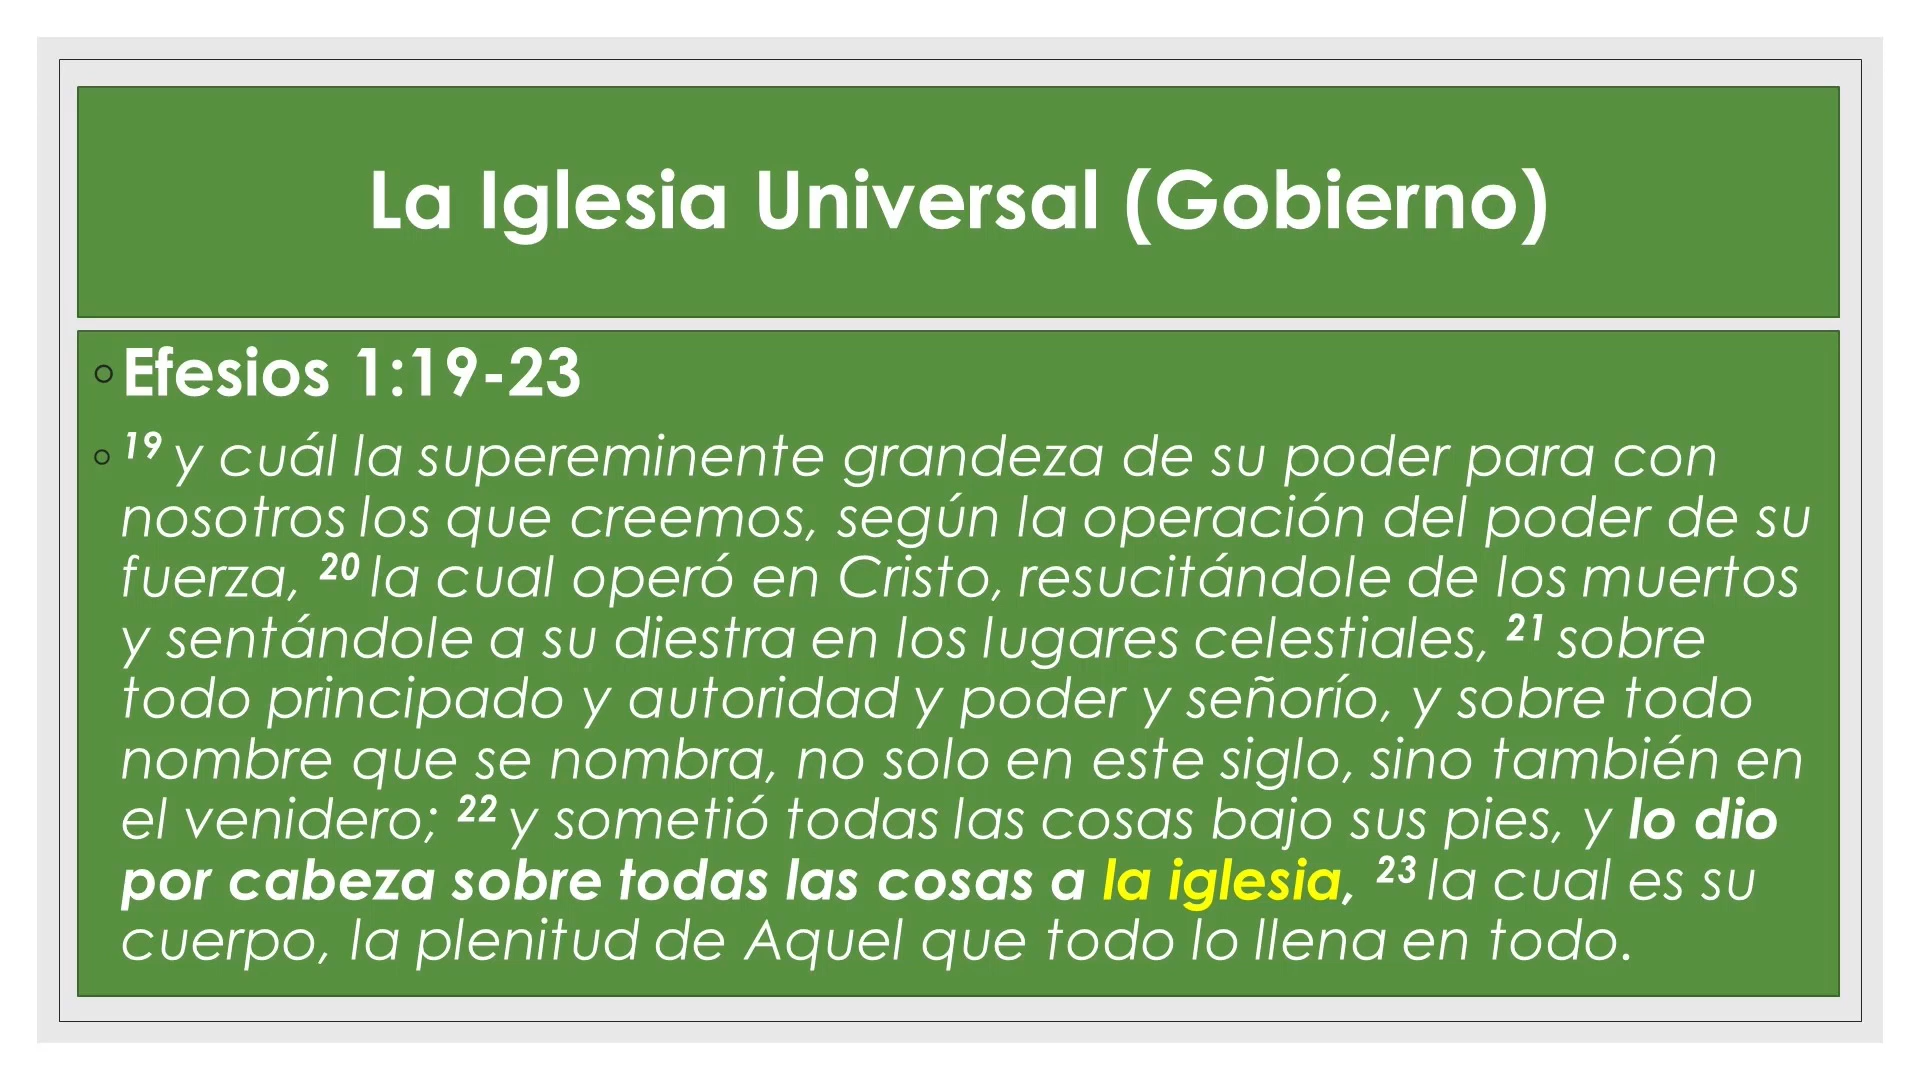 La Iglesia Universal (Gobierno)
◦ Efesios 1:19-23
◦ 19 y cuál la supereminente grandeza de su poder para con
nosotros los que creemos, según la operación del poder de su
fuerza, 20 la cual operó en Cristo, resucitándole de los muertos
y sentándole a su diestra en los lugares celestiales, 21 sobre
todo principado y autoridad y poder y señorío, y sobre todo
nombre que se nombra, no solo en este siglo, sino también en
el venidero; 22 y sometió todas las cosas bajo sus pies, y lo dio
por cabeza sobre todas las cosas a la iglesia, 23 la cual es su
cuerpo, la plenitud de Aquel que todo lo llena en todo.